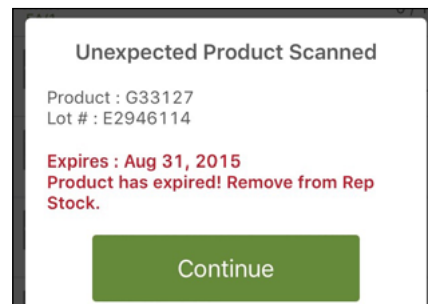 Unexpected Product Scanned
Product : G33127
Lot # : E2946114
Expires : Aug 31, 2015
Product has expired! Remove from Rep
Stock.
Continue